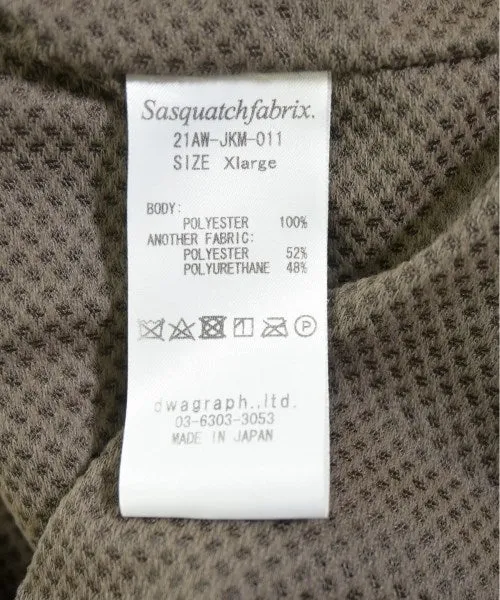 Sasquatchfabrix.
21AW-JKM-011
SIZE Xlarge
BODY:
POLYESTER 100%
ANOTHER FABRIC:
POLYESTER 52%
POLYURETHANE 48%
P
dwagraph.,ltd.
03-6303-3053
MADE IN JAPAN